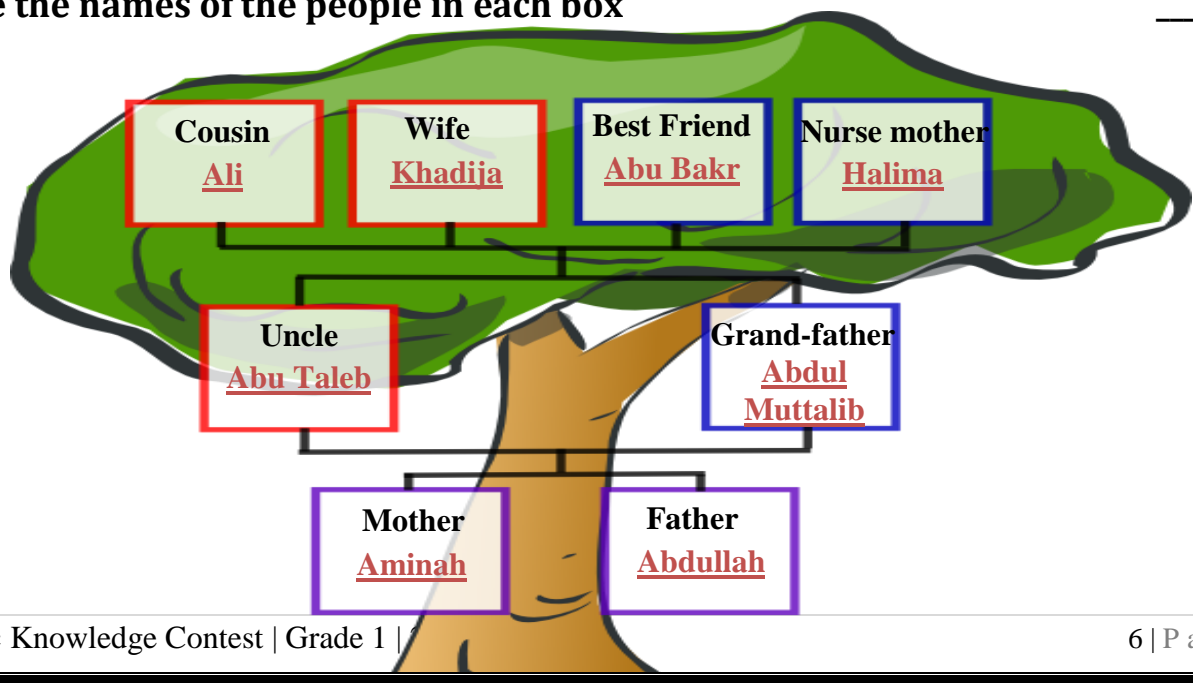 e the names of the people in each box
Cousin
Ali
Wife
Khadija
Best Friend
Abu Bakr
Nurse mother
Halima
Uncle
Abu Taleb
Grand-father
Abdul
Muttalib
Mother
Aminah
Father
Abdullah
Knowledge Contest | Grade 1 |
6 | P a